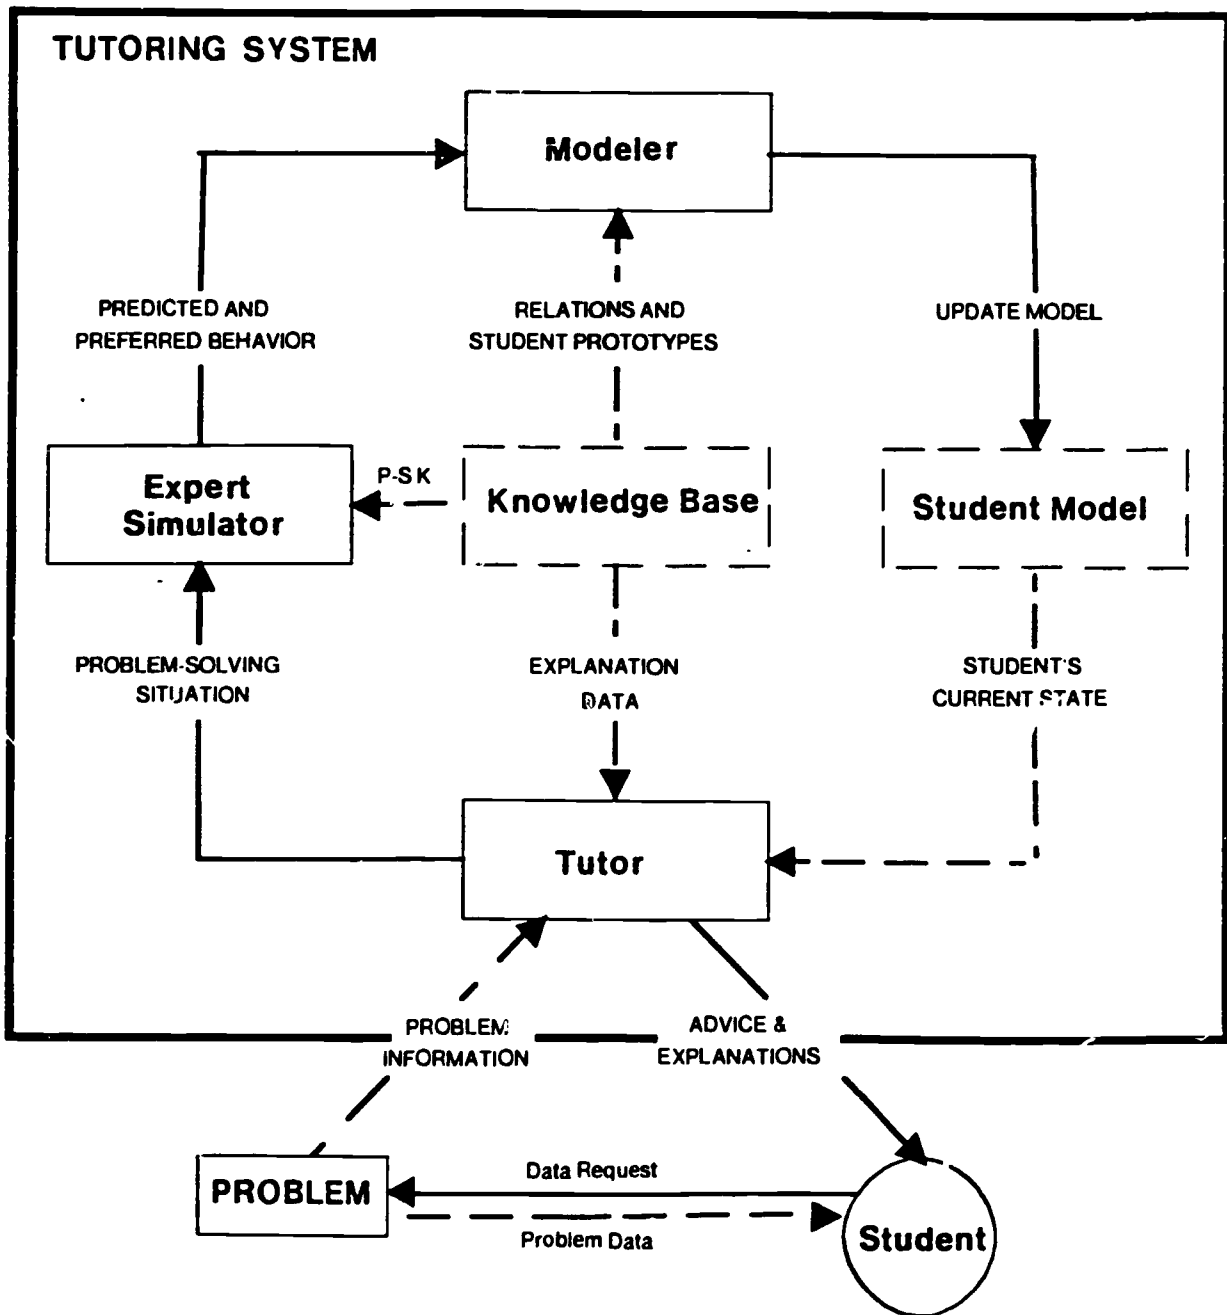 TUTORING SYSTEM
Modeler
PREDICTED AND
PREFERRED BEHAVIOR
RELATIONS AND
STUDENT PROTOTYPES
UPDATE MODEL
Expert
Simulator
P-SK
Knowledge Base
Student Model
PROBLEM-SOLVING
SITUATION
EXPLANATION
DATA
STUDENT'S
CURRENT STATE
Tutor
PROBLEM
INFORMATION
ADVICE &
EXPLANATIONS
PROBLEM
Data Request
Problem Data
Student